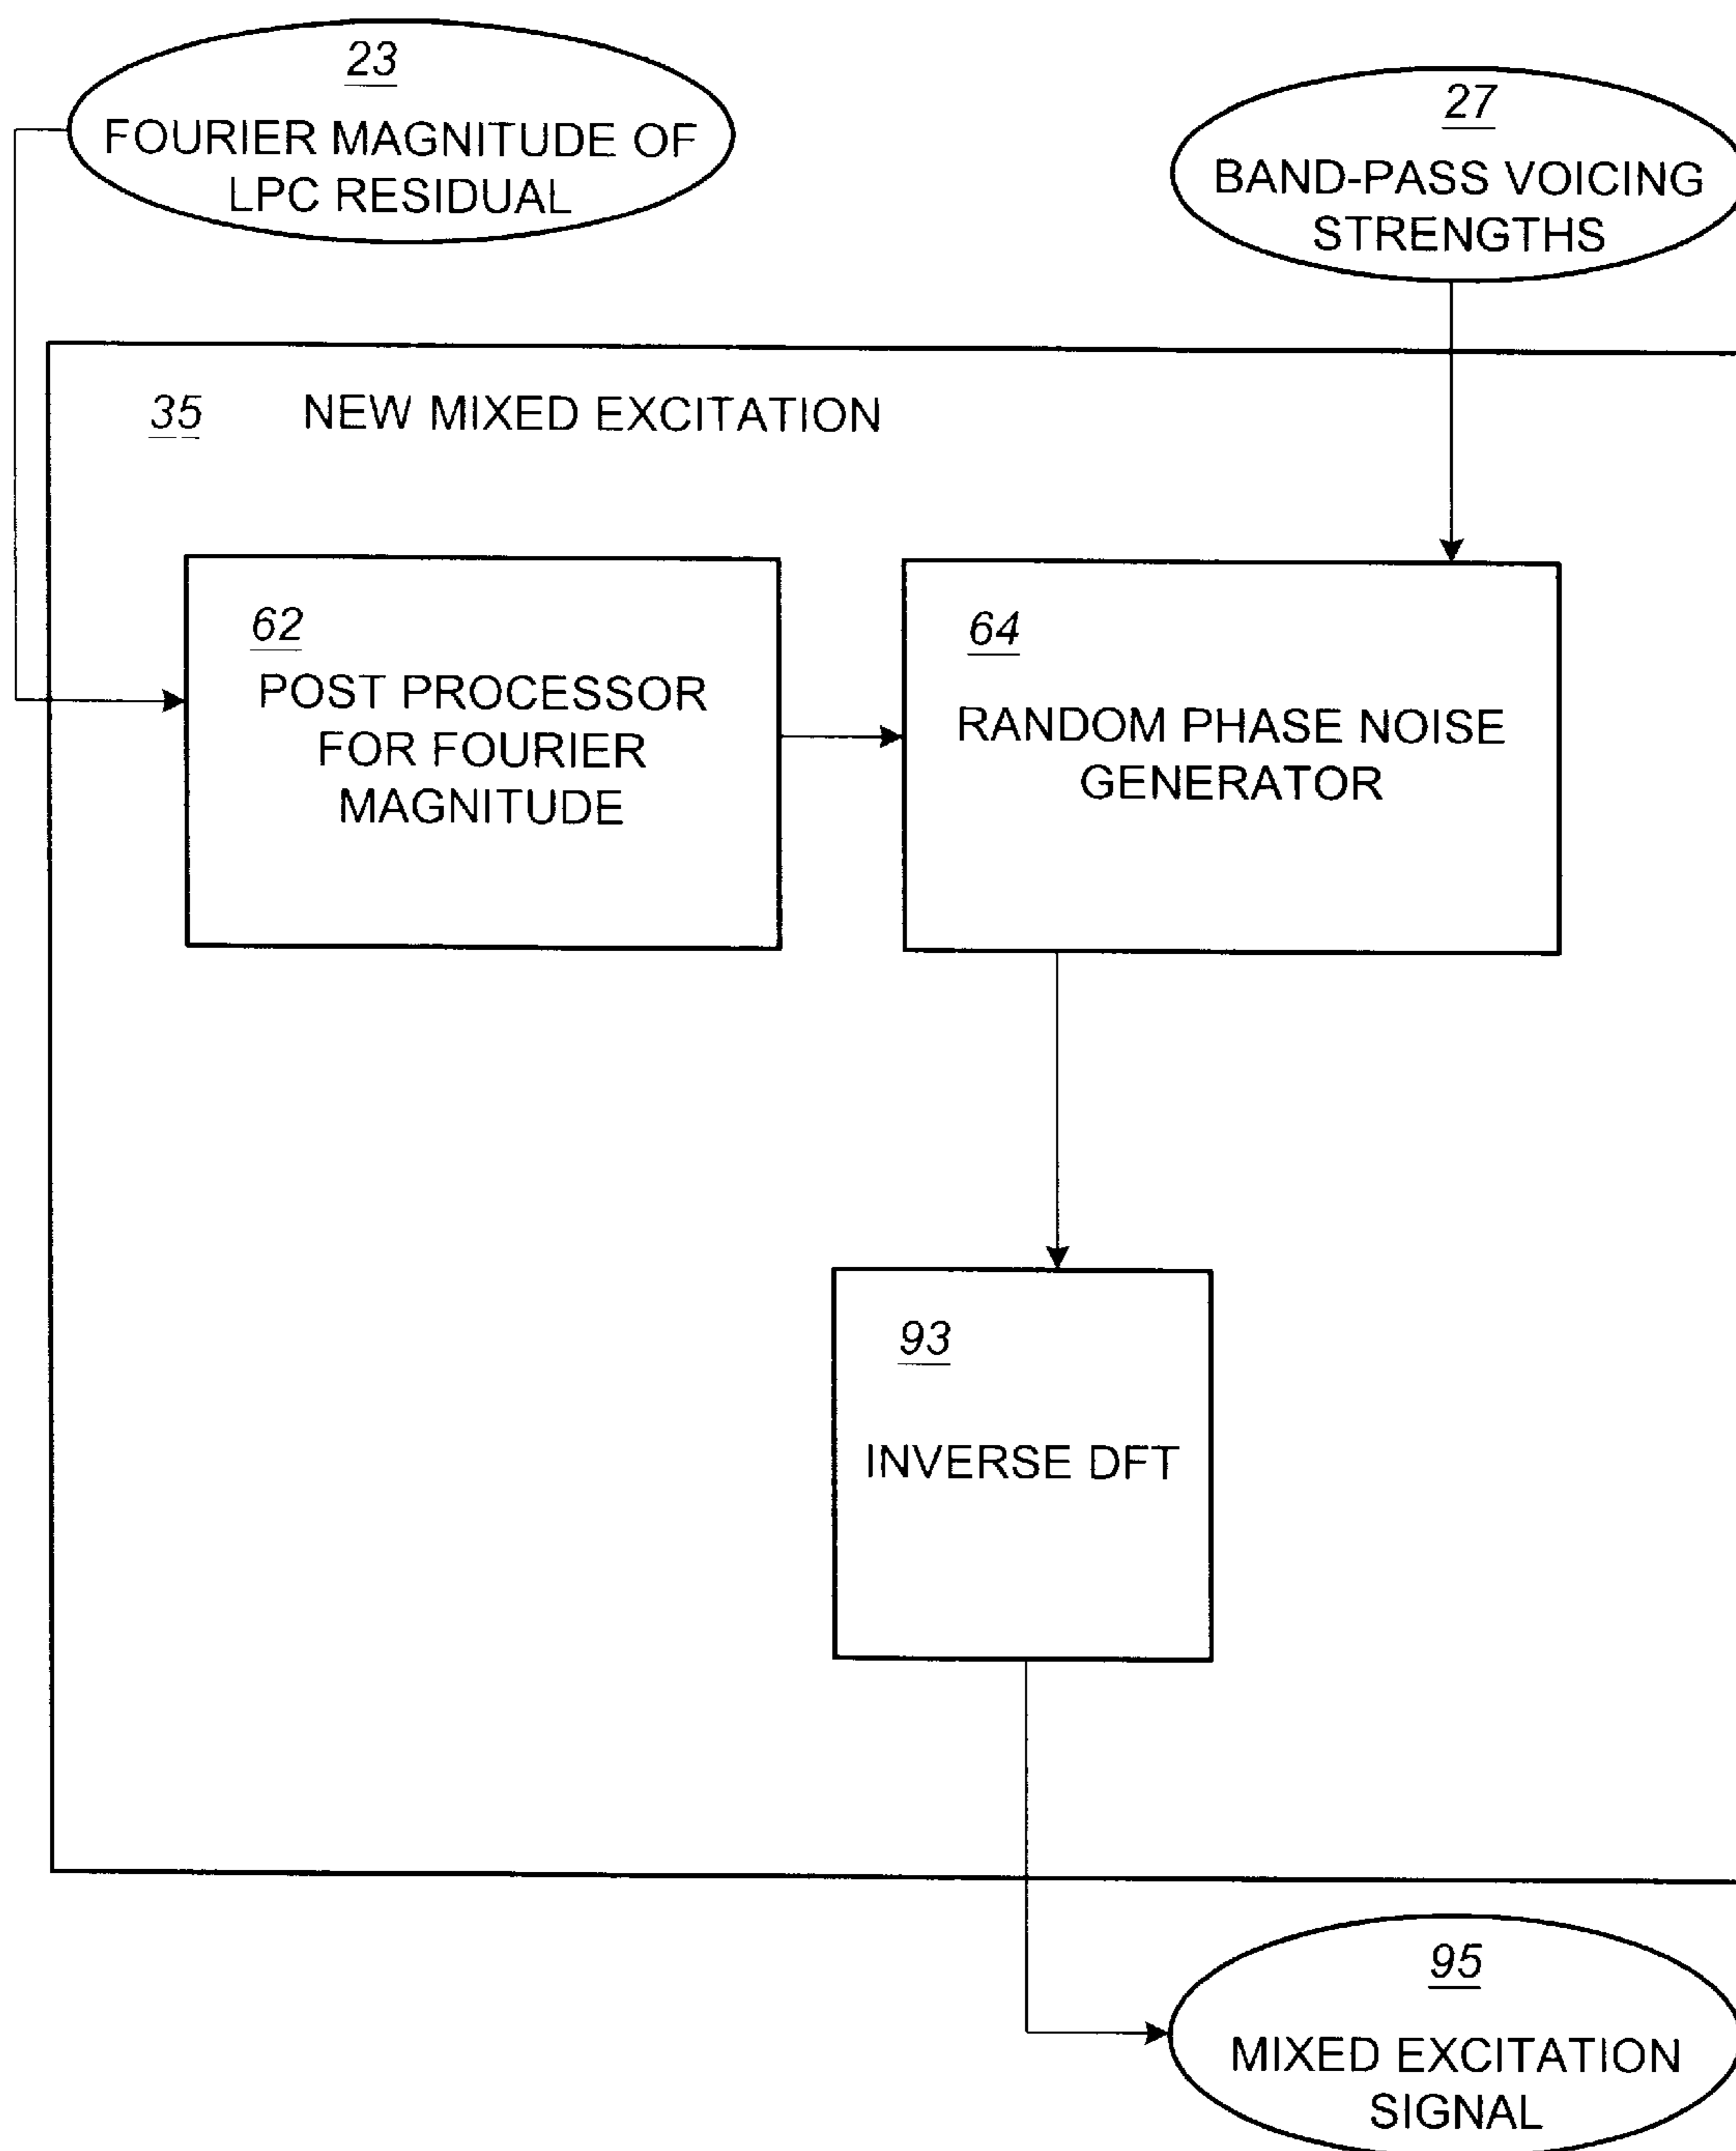 23
FOURIER MAGNITUDE OF
LPC RESIDUAL
27
BAND-PASS VOICING
STRENGTHS
35 NEW MIXED EXCITATION
62
POST PROCESSOR
FOR FOURIER
MAGNITUDE
64
RANDOM PHASE NOISE
GENERATOR
93
INVERSE DFT
95
MIXED EXCITATION
SIGNAL